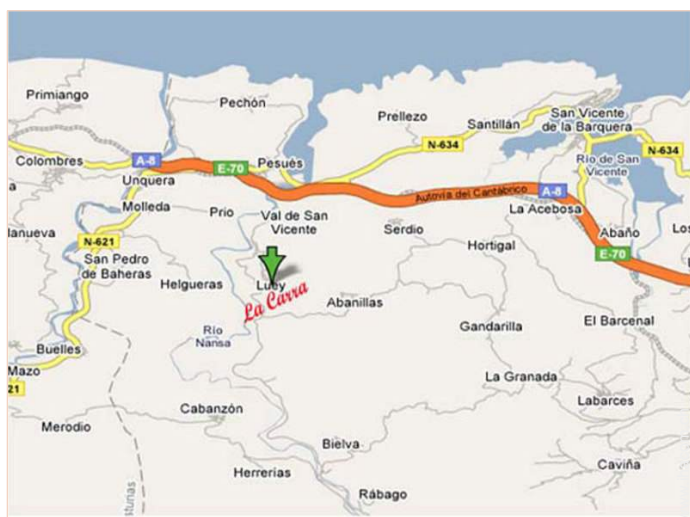 Primiango
Pechón
Prellezo
Santillán
San Vicente
de la Barquera
N-634
N-634
Colombres
A-8
E-70
Pesués
Río de San
Vicente
Unquera
Autovía del Cantábrico
A-8
Molleda
Prio
Val de San
Vicente
La Acebosa
Serdio
Abaño
Los
lanueva
N-621
Hortigal
E-70
San Pedro
de Baheras
Helgueras
Luey
La Carra
Abanillas
Gandarilla
El Barcenal
Río
Nansa
Buelles
Mazo
La Granada
21
Labarces
Cabanzón
Merodio
Bielva
Caviña
Herrerías
Rábago
sturias